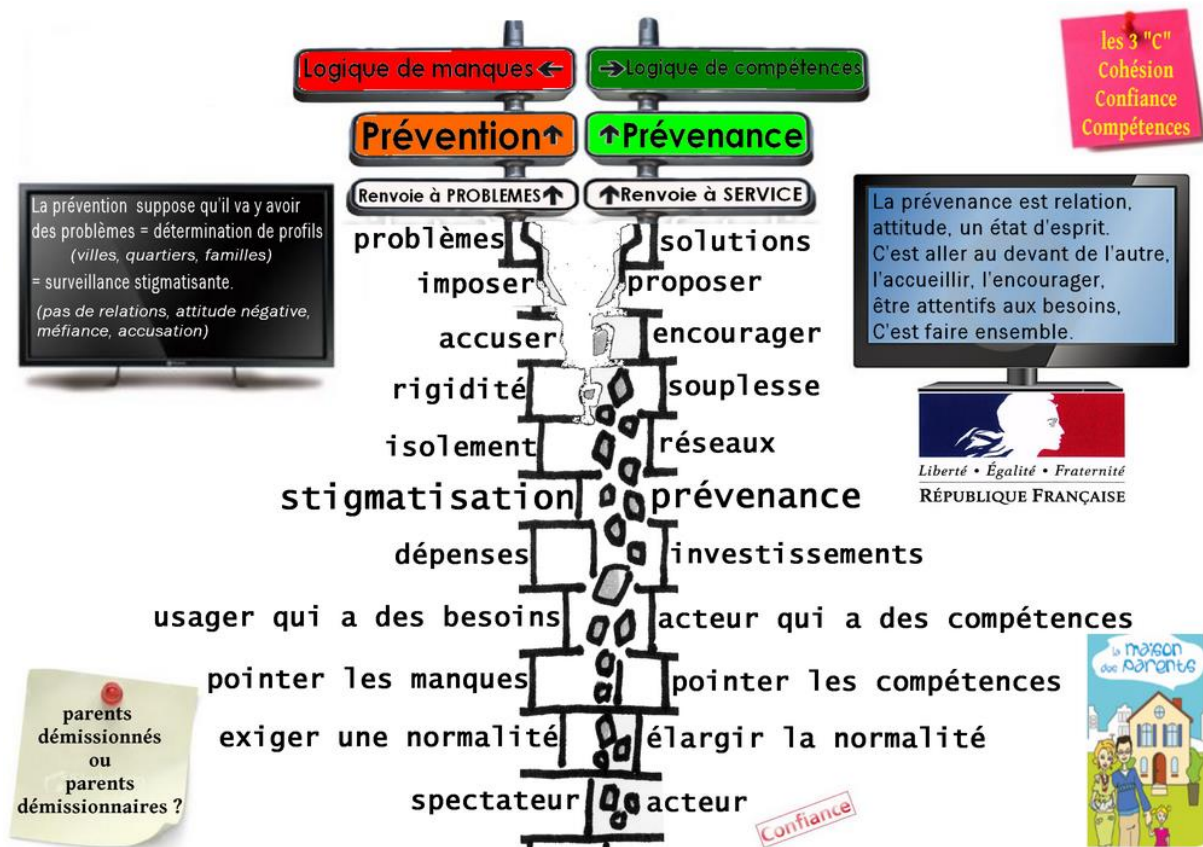 Logique de manques ←
→ Logique de compétences
les 3 "C"
Cohésion
Confiance
Compétences
Prévention ↑
↑ Prévenance
Renvoie à PROBLEMES ↑
↑ Renvoie à SERVICE
La prévention suppose qu'il va y avoir
des problèmes = détermination de profils
(villes, quartiers, familles)
= surveillance stigmatisante.
(pas de relations, attitude négative,
méfiance, accusation)
La prévenance est relation,
attitude, un état d'esprit.
C'est aller au devant de l'autre,
l'accueillir, l'encourager,
être attentifs aux besoins,
C'est faire ensemble.
problèmes solutions
imposer proposer
accuser encourager
rigidité souplesse
isolement réseaux
stigmatisation prévenance
dépenses investissements
usager qui a des besoins acteur qui a des compétences
pointer les manques pointer les compétences
exiger une normalité élargir la normalité
spectateur acteur
Liberté • Égalité • Fraternité
RÉPUBLIQUE FRANÇAISE
parents
démissionnés
ou
parents
démissionnaires ?
Confiance
la maison
des parents